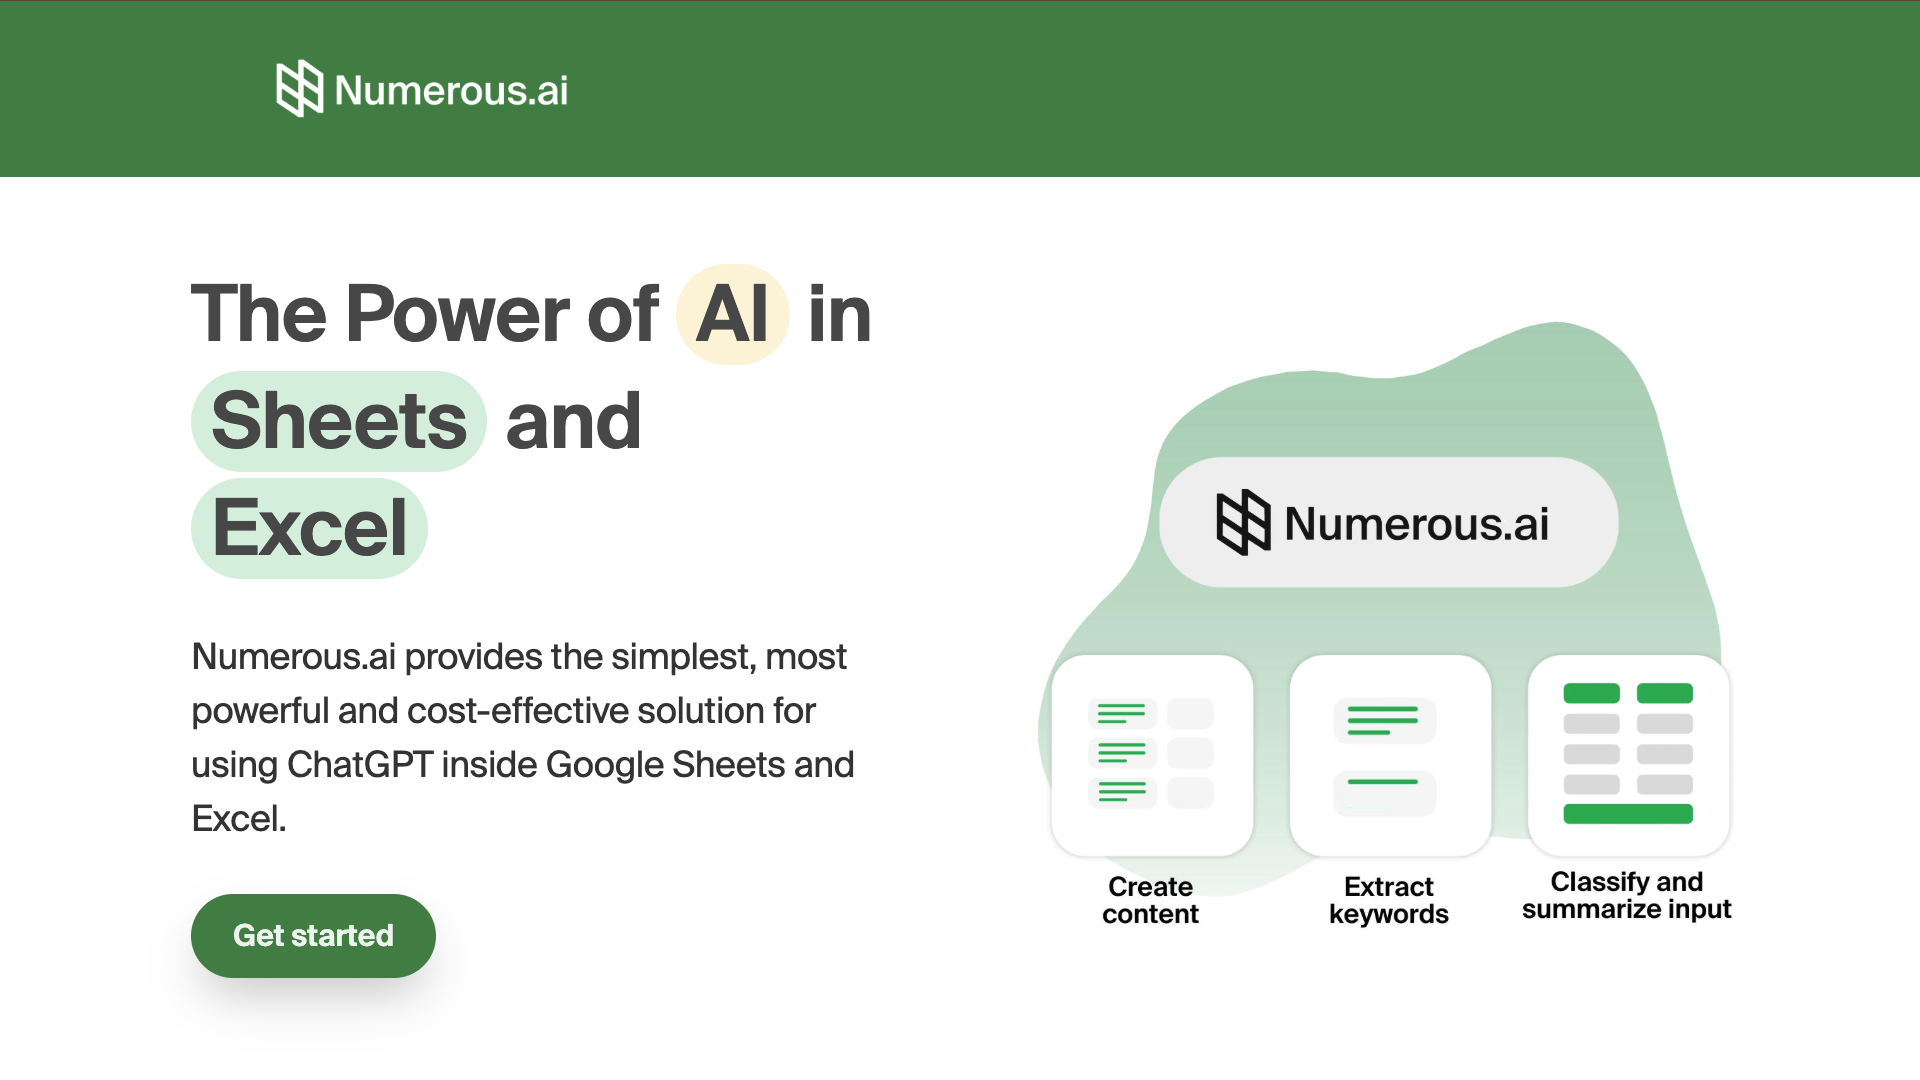 Numerous.ai
The Power of AI in
Sheets and
Excel
Numerous.ai provides the simplest, most
powerful and cost-effective solution for
using ChatGPT inside Google Sheets and
Excel.
Get started
Numerous.ai
Create
content
Extract
keywords
Classify and
summarize input